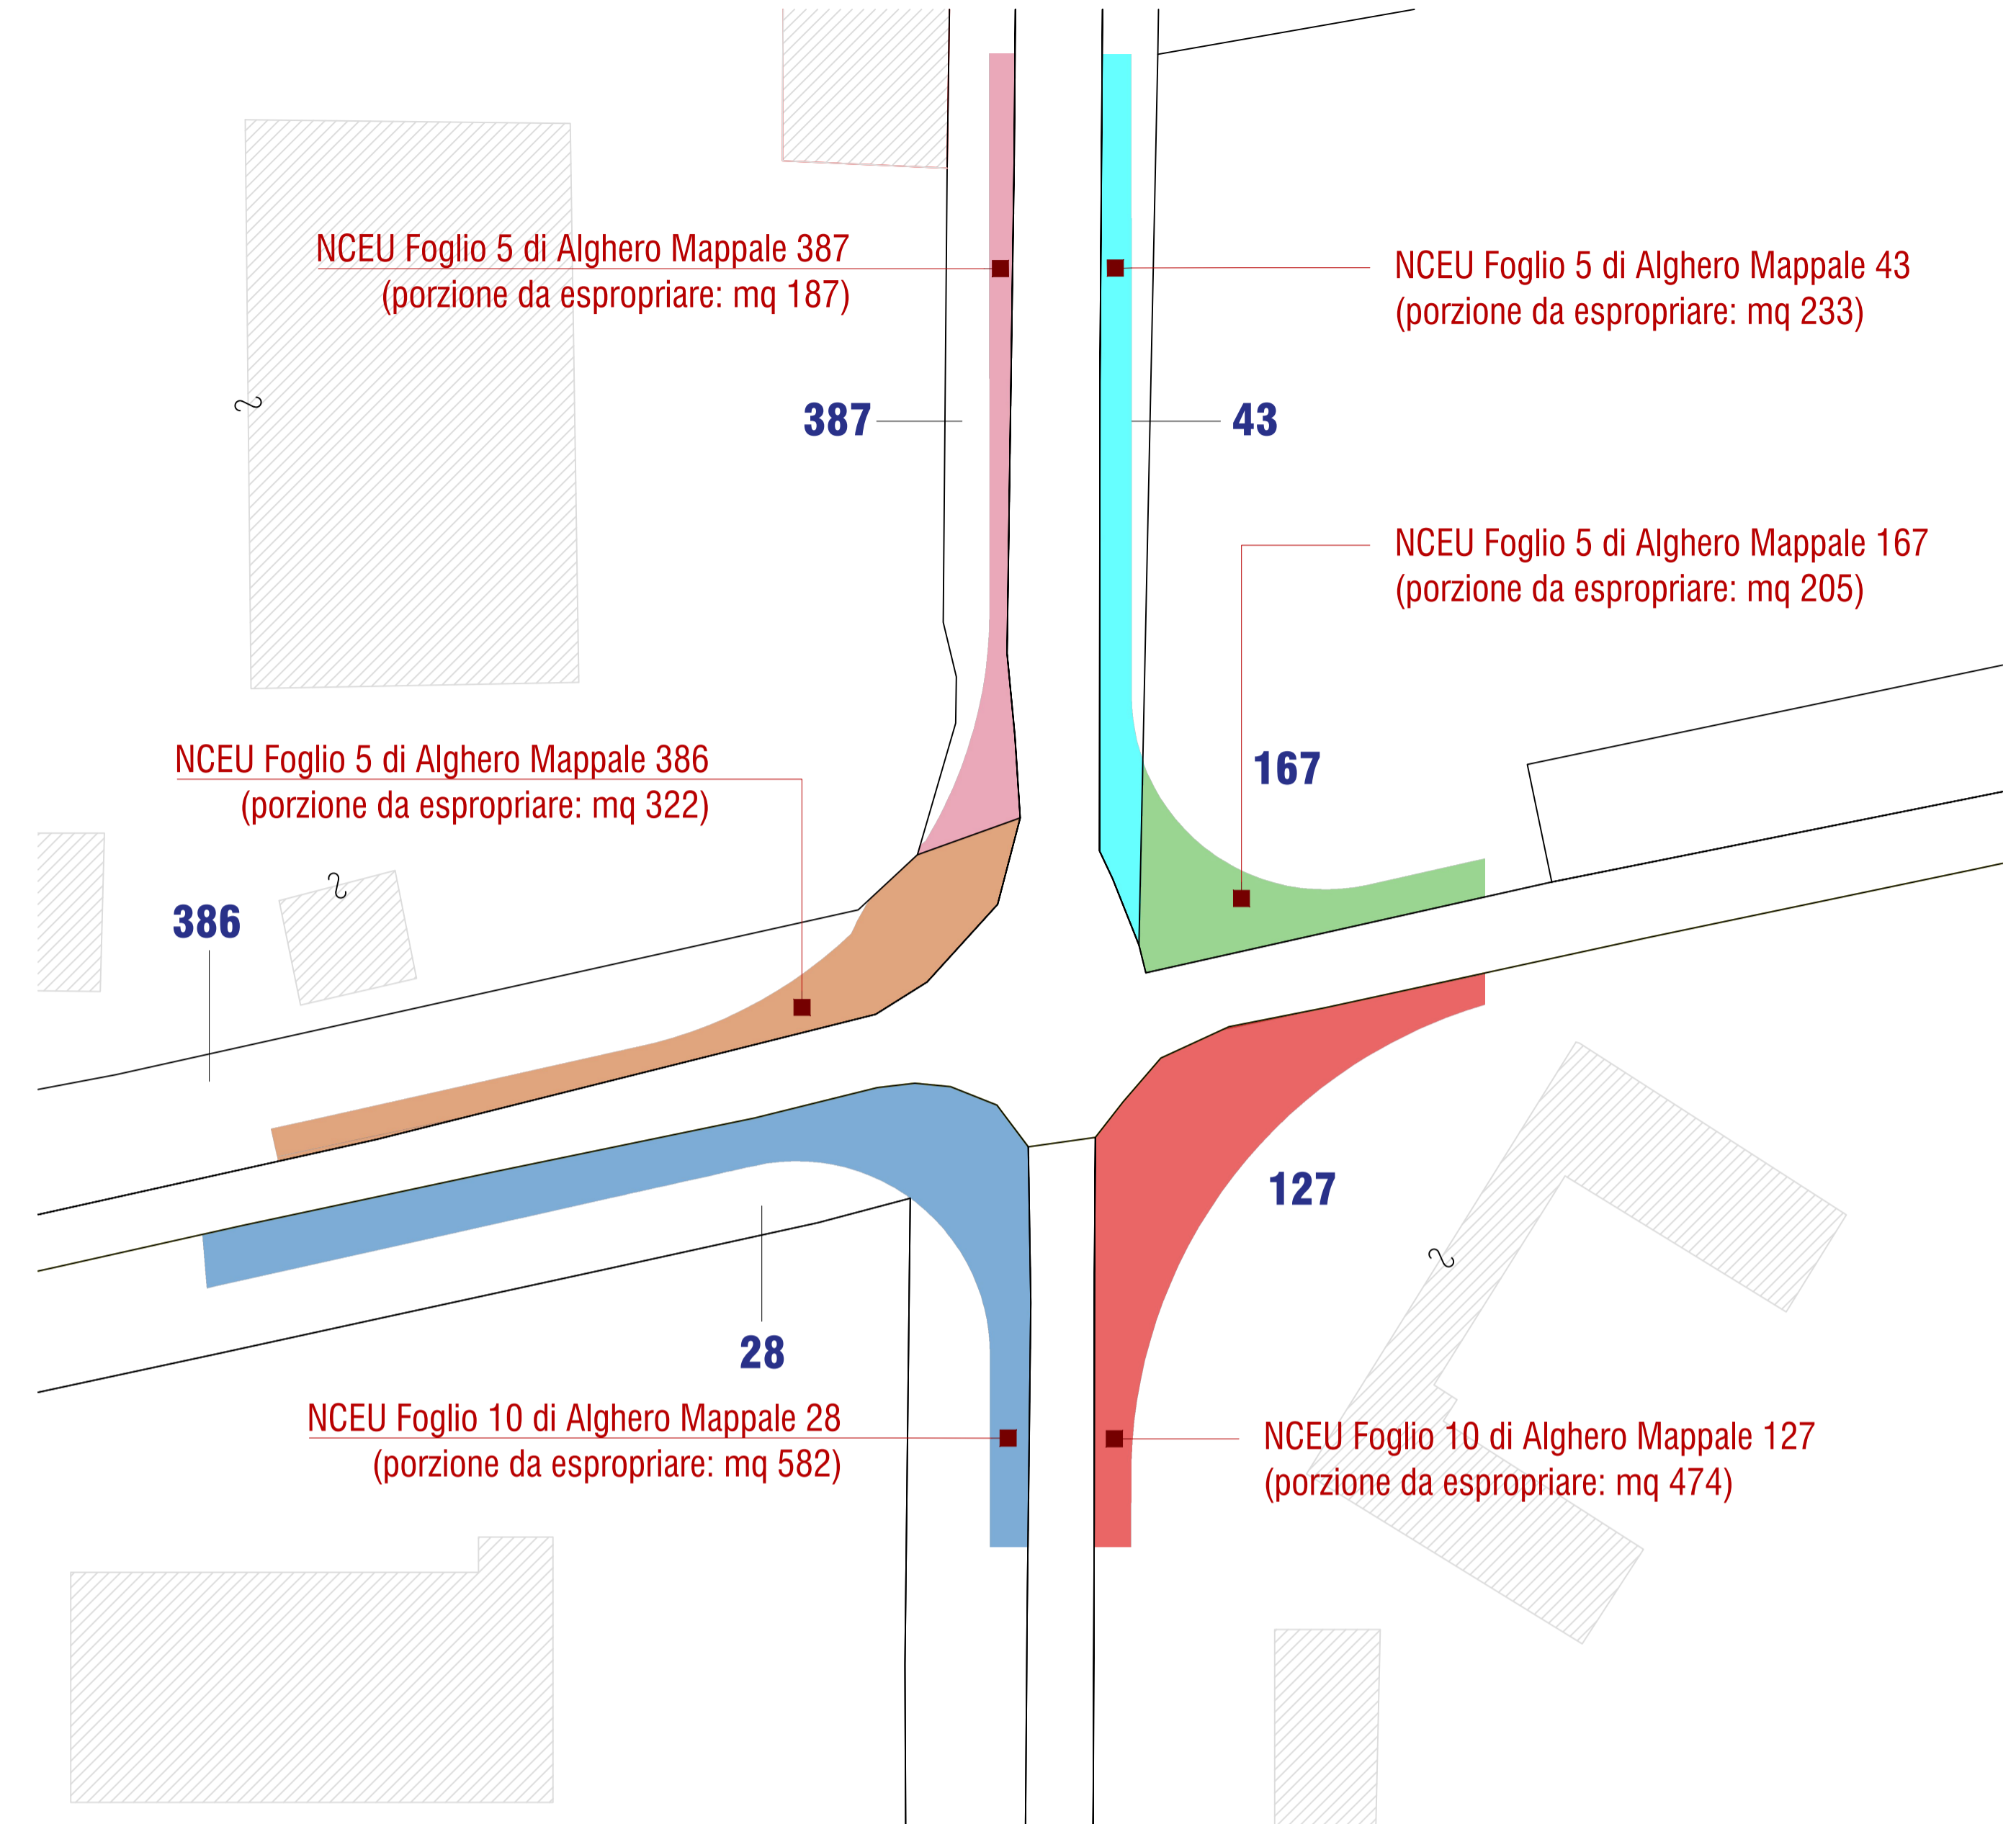 NCEU Foglio 5 di Alghero Mappale 387
(porzione da espropriare: mq 187)
NCEU Foglio 5 di Alghero Mappale 43
(porzione da espropriare: mq 233)
387
43
NCEU Foglio 5 di Alghero Mappale 167
(porzione da espropriare: mq 205)
167
NCEU Foglio 5 di Alghero Mappale 386
(porzione da espropriare: mq 322)
386
127
28
NCEU Foglio 10 di Alghero Mappale 28
(porzione da espropriare: mq 582)
NCEU Foglio 10 di Alghero Mappale 127
(porzione da espropriare: mq 474)